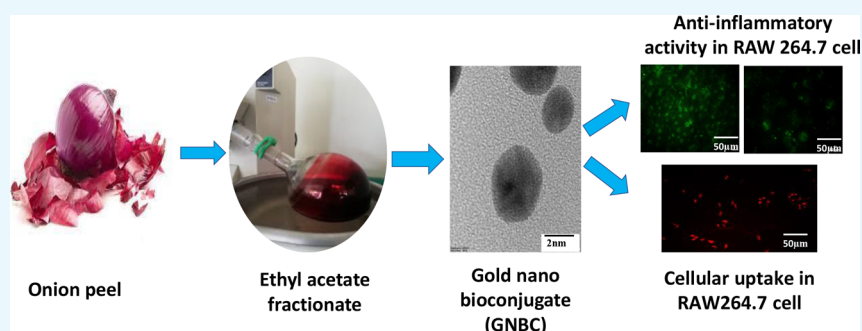 Anti-inflammatory
activity in RAW 264.7 cell
50µm
50µm
2nm
50µm
Onion peel
Ethyl acetate
fractionate
Gold nano
bioconjugate
(GNBC)
Cellular uptake in
RAW264.7 cell